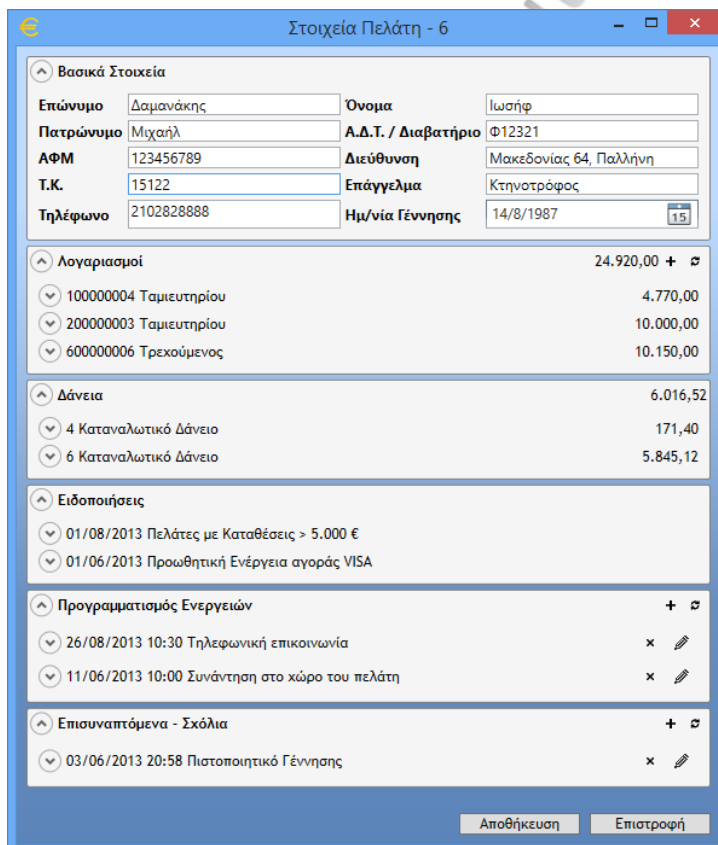 Στοιχεία Πελάτη - 6
Βασικά Στοιχεία
Επώνυμο Δαμανάκης Όνομα Ιωσήφ
Πατρώνυμο Μιχαήλ Α.Δ.Τ. / Διαβατήριο Φ12321
ΑΦΜ 123456789 Διεύθυνση Μακεδονίας 64, Παλλήνη
Τ.Κ. 15122 Επάγγελμα Κτηνοτρόφος
Τηλέφωνο 2102828888 Ημ/νία Γέννησης 14/8/1987 15
Λογαριασμοί 24.920,00
100000004 Ταμιευτηρίου 4.770,00
200000003 Ταμιευτηρίου 10.000,00
600000006 Τρεχούμενος 10.150,00
Δάνεια 6.016,52
4 Καταναλωτικό Δάνειο 171,40
6 Καταναλωτικό Δάνειο 5.845,12
Ειδοποιήσεις
01/08/2013 Πελάτες με Καταθέσεις > 5.000 €
01/06/2013 Προωθητική Ενέργεια αγοράς VISA
Προγραμματισμός Ενεργειών
26/08/2013 10:30 Τηλεφωνική επικοινωνία
11/06/2013 10:00 Συνάντηση στο χώρο του πελάτη
Επισυναπτόμενα - Σχόλια
03/06/2013 20:58 Πιστοποιητικό Γέννησης
Αποθήκευση Επιστροφή